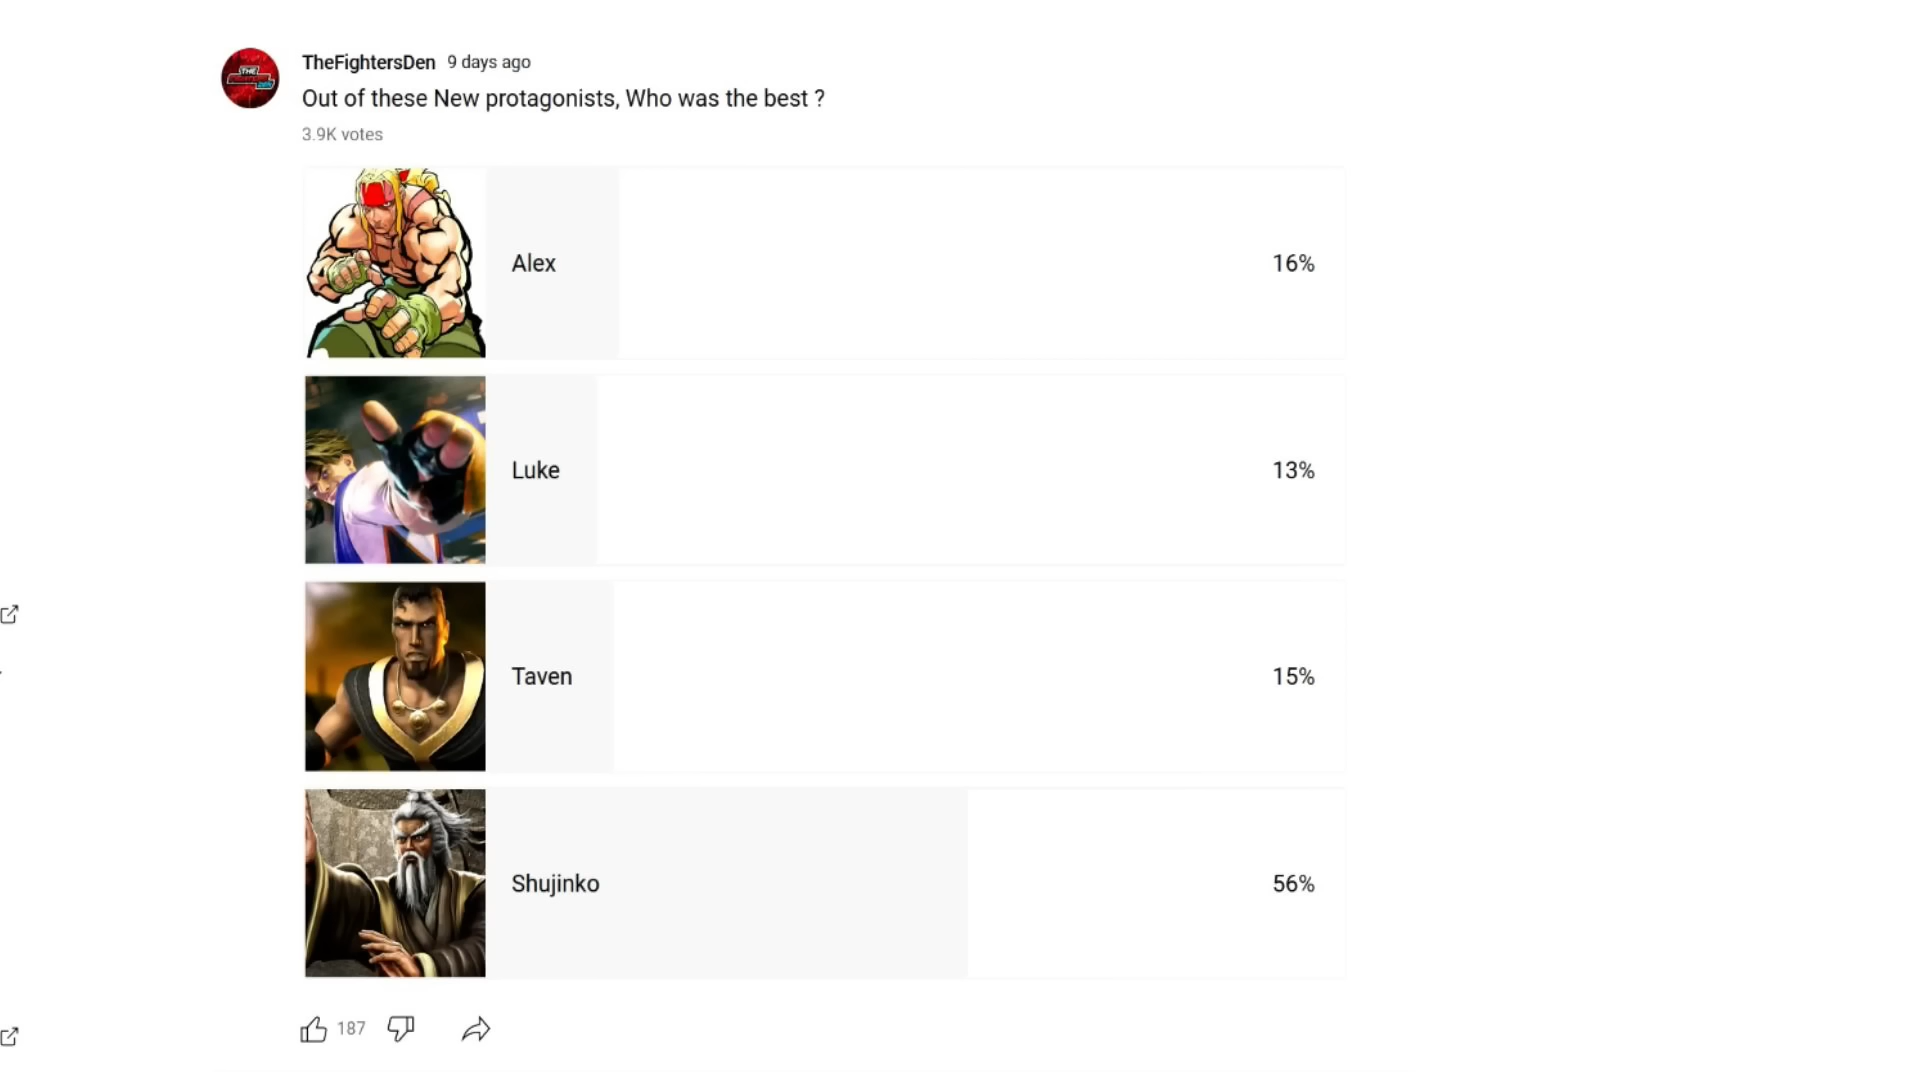 TheFightersDen 9 days ago
Out of these New protagonists, Who was the best ?
3.9K votes
Alex 16%
Luke 13%
Taven 15%
Shujinko 56%
187